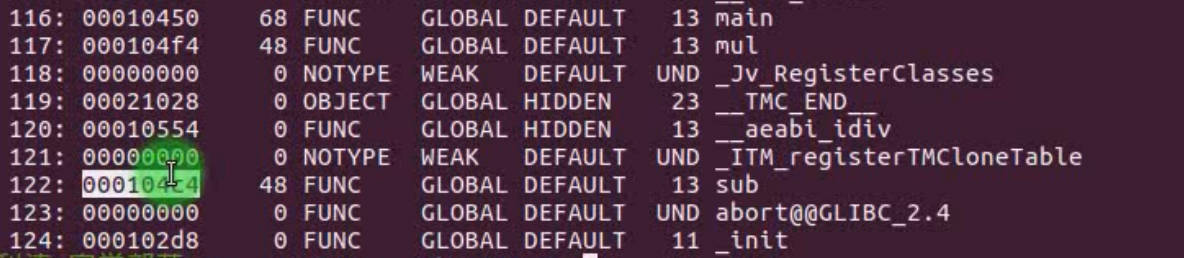 116: 00010450    68 FUNC    GLOBAL DEFAULT   13 main
117: 000104f4    48 FUNC    GLOBAL DEFAULT   13 mul
118: 00000000     0 NOTYPE  WEAK   DEFAULT  UND _Jv_RegisterClasses
119: 00021028     0 OBJECT  GLOBAL HIDDEN    23 __TMC_END__
120: 00010554     0 FUNC    GLOBAL HIDDEN    13 __aeabi_idiv
121: 00000000     0 NOTYPE  WEAK   DEFAULT  UND _ITM_registerTMCloneTable
122: 000104c4    48 FUNC    GLOBAL DEFAULT   13 sub
123: 00000000     0 FUNC    GLOBAL DEFAULT  UND abort@@GLIBC_2.4
124: 000102d8     0 FUNC    GLOBAL DEFAULT   11 _init